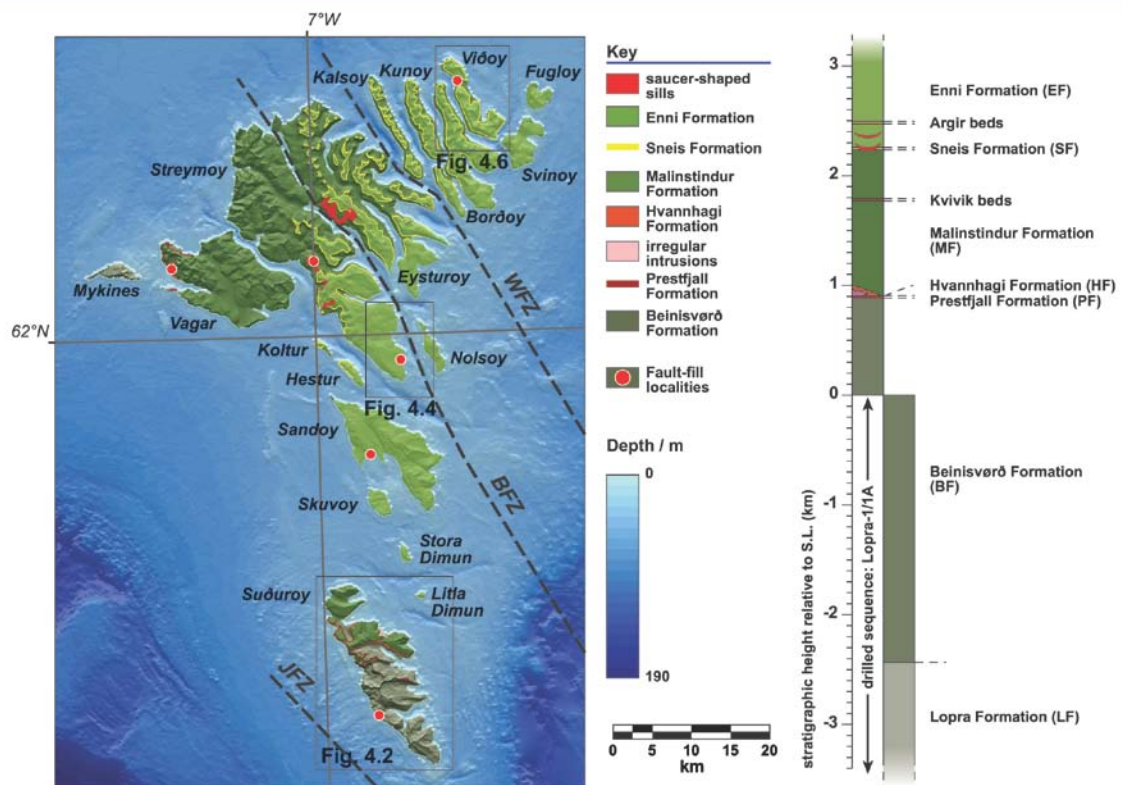 7°W
Kalsoy
Kunoy
Viðoy
Fugloy
Fig. 4.6
Svinoy
Borðoy
Streymoy
Eysturoy
Mykines
Vagar
WFZ
62°N
Koltur
Nolsoy
Hestur
Fig. 4.4
Sandoy
BFZ
Skuvoy
Stora
Dimun
Suðuroy
Litla
Dimun
JFZ
Fig. 4.2
Key
saucer-shaped
sills
Enni Formation
Sneis Formation
Malinstindur
Formation
Hvannhagi
Formation
irregular
intrusions
Prestfjall
Formation
Beinisvørð
Formation
Fault-fill
localities
Depth / m
0
190
0 5 10 15 20
km
3
2
1
0
-1
-2
-3
stratigraphic height relative to S.L. (km)
drilled sequence: Lopra-1/1A
Enni Formation (EF)
Argir beds
Sneis Formation (SF)
Kvivik beds
Malinstindur Formation
(MF)
Hvannhagi Formation (HF)
Prestfjall Formation (PF)
Beinisvørð Formation
(BF)
Lopra Formation (LF)